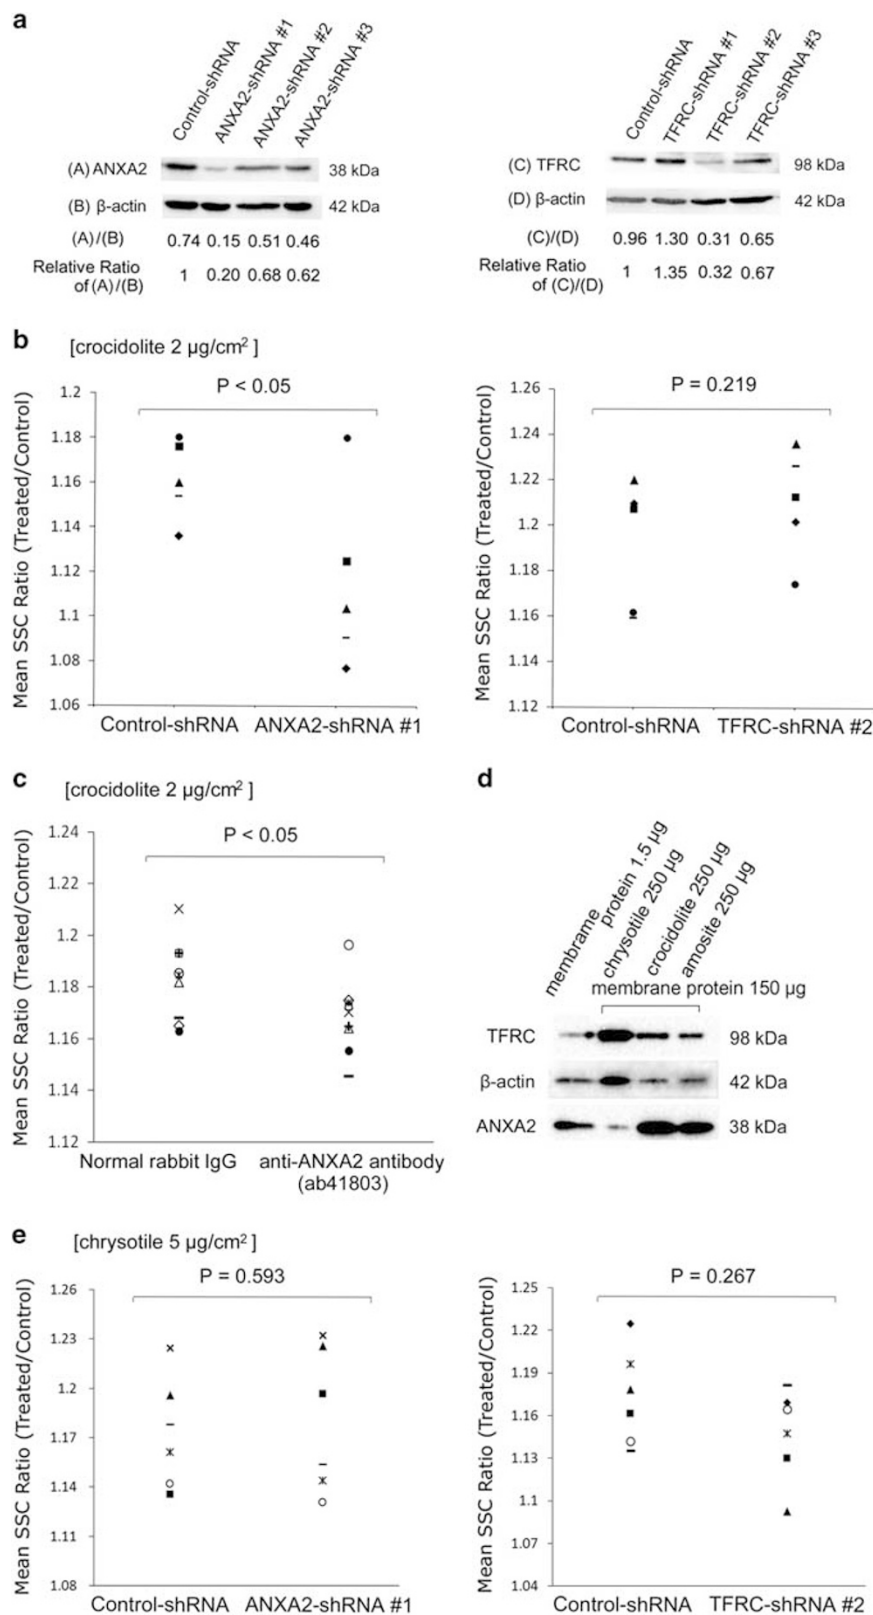 a
Control-shRNA
ANXA2-shRNA #1
ANXA2-shRNA #2
ANXA2-shRNA #3
(A) ANXA2
38 kDa
(B) β-actin
42 kDa
(A)/(B)
0.74 0.15 0.51 0.46
Relative Ratio
of (A)/(B)
1 0.20 0.68 0.62
Control-shRNA
TFRC-shRNA #1
TFRC-shRNA #2
TFRC-shRNA #3
(C) TFRC
98 kDa
(D) β-actin
42 kDa
(C)/(D)
0.96 1.30 0.31 0.65
Relative Ratio
of (C)/(D)
1 1.35 0.32 0.67
b
[crocidolite 2 µg/cm² ]
Mean SSC Ratio (Treated/Control)
1.2
1.18
1.16
1.14
1.12
1.1
1.08
1.06
P < 0.05
Control-shRNA
ANXA2-shRNA #1
Mean SSC Ratio (Treated/Control)
1.26
1.24
1.22
1.2
1.18
1.16
1.14
1.12
P = 0.219
Control-shRNA
TFRC-shRNA #2
c
[crocidolite 2 µg/cm² ]
Mean SSC Ratio (Treated/Control)
1.24
1.22
1.2
1.18
1.16
1.14
1.12
P < 0.05
Normal rabbit IgG
anti-ANXA2 antibody
(ab41803)
d
membrame
protein 1.5 µg
chrysotile 250 µg
crocidolite 250 µg
amosite 250 µg
membrane protein 150 µg
TFRC
98 kDa
β-actin
42 kDa
ANXA2
38 kDa
e
[chrysotile 5 µg/cm² ]
Mean SSC Ratio (Treated/Control)
1.26
1.23
1.2
1.17
1.14
1.11
1.08
P = 0.593
Control-shRNA
ANXA2-shRNA #1
Mean SSC Ratio (Treated/Control)
1.25
1.22
1.19
1.16
1.13
1.1
1.07
1.04
P = 0.267
Control-shRNA
TFRC-shRNA #2